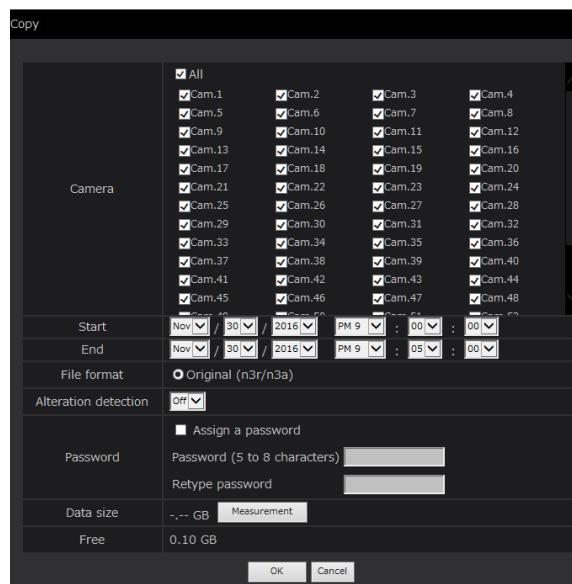 Copy
All
Cam.1 Cam.2 Cam.3 Cam.4
Cam.5 Cam.6 Cam.7 Cam.8
Cam.9 Cam.10 Cam.11 Cam.12
Cam.13 Cam.14 Cam.15 Cam.16
Cam.17 Cam.18 Cam.19 Cam.20
Camera Cam.21 Cam.22 Cam.23 Cam.24
Cam.25 Cam.26 Cam.27 Cam.28
Cam.29 Cam.30 Cam.31 Cam.32
Cam.33 Cam.34 Cam.35 Cam.36
Cam.37 Cam.38 Cam.39 Cam.40
Cam.41 Cam.42 Cam.43 Cam.44
Cam.45 Cam.46 Cam.47 Cam.48
Start Nov / 30 / 2016 PM 9 : 00 : 00
End Nov / 30 / 2016 PM 9 : 05 : 00
File format Original (n3r/n3a)
Alteration detection Off
Assign a password
Password Password (5 to 8 characters)
Retype password
Data size -.-- GB Measurement
Free 0.10 GB
OK Cancel